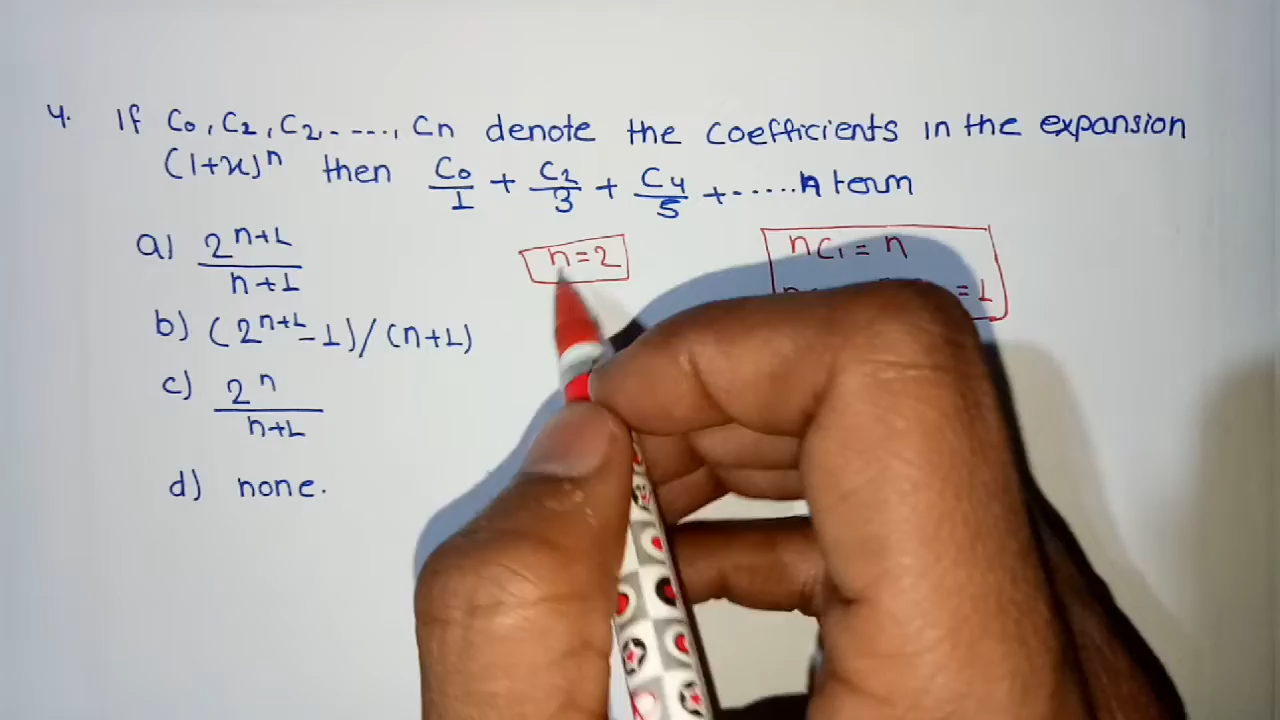 4. If C₀, C₂, C₂, - ---, Cn denote the coefficients in the expansion
(1+x)ⁿ then C₀/1 + C₂/3 + C₄/5 + ...... n term
a) 2ⁿ⁺¹/n+1
n=2
nC₁ = n
= 1
b) (2ⁿ⁺¹ - 1)/(n+1)
c) 2ⁿ/n+1
d) none.